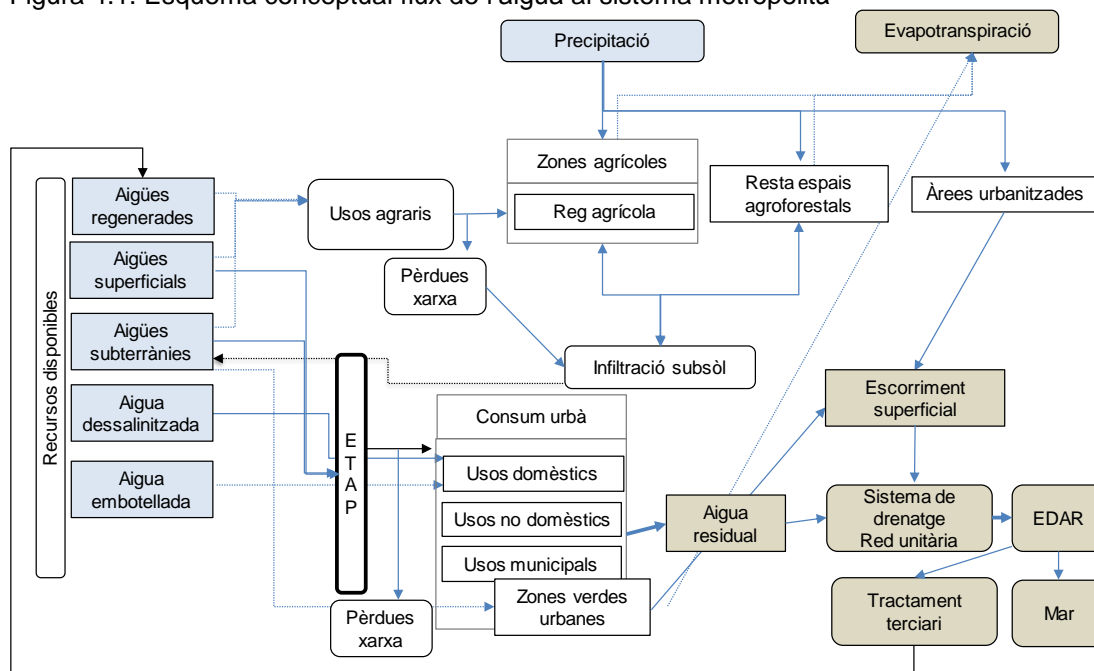 Figura 4.1. Esquema conceptual flux de l'aigua al sistema metropolità
Precipitació
Evapotranspiració
Recursos disponibles
Aigües
regenerades
Aigües
superficials
Aigües
subterrànies
Aigua
dessalinitzada
Aigua
embotellada
Usos agraris
Zones agrícoles
Reg agrícola
Resta espais
agroforestals
Àrees urbanitzades
Pèrdues
xarxa
Infiltració subsòl
Escorriment
superficial
E
T
A
P
Consum urbà
Usos domèstics
Usos no domèstics
Usos municipals
Zones verdes
urbanes
Pèrdues
xarxa
Aigua
residual
Sistema de
drenatge
Red unitària
EDAR
Tractament
terciari
Mar